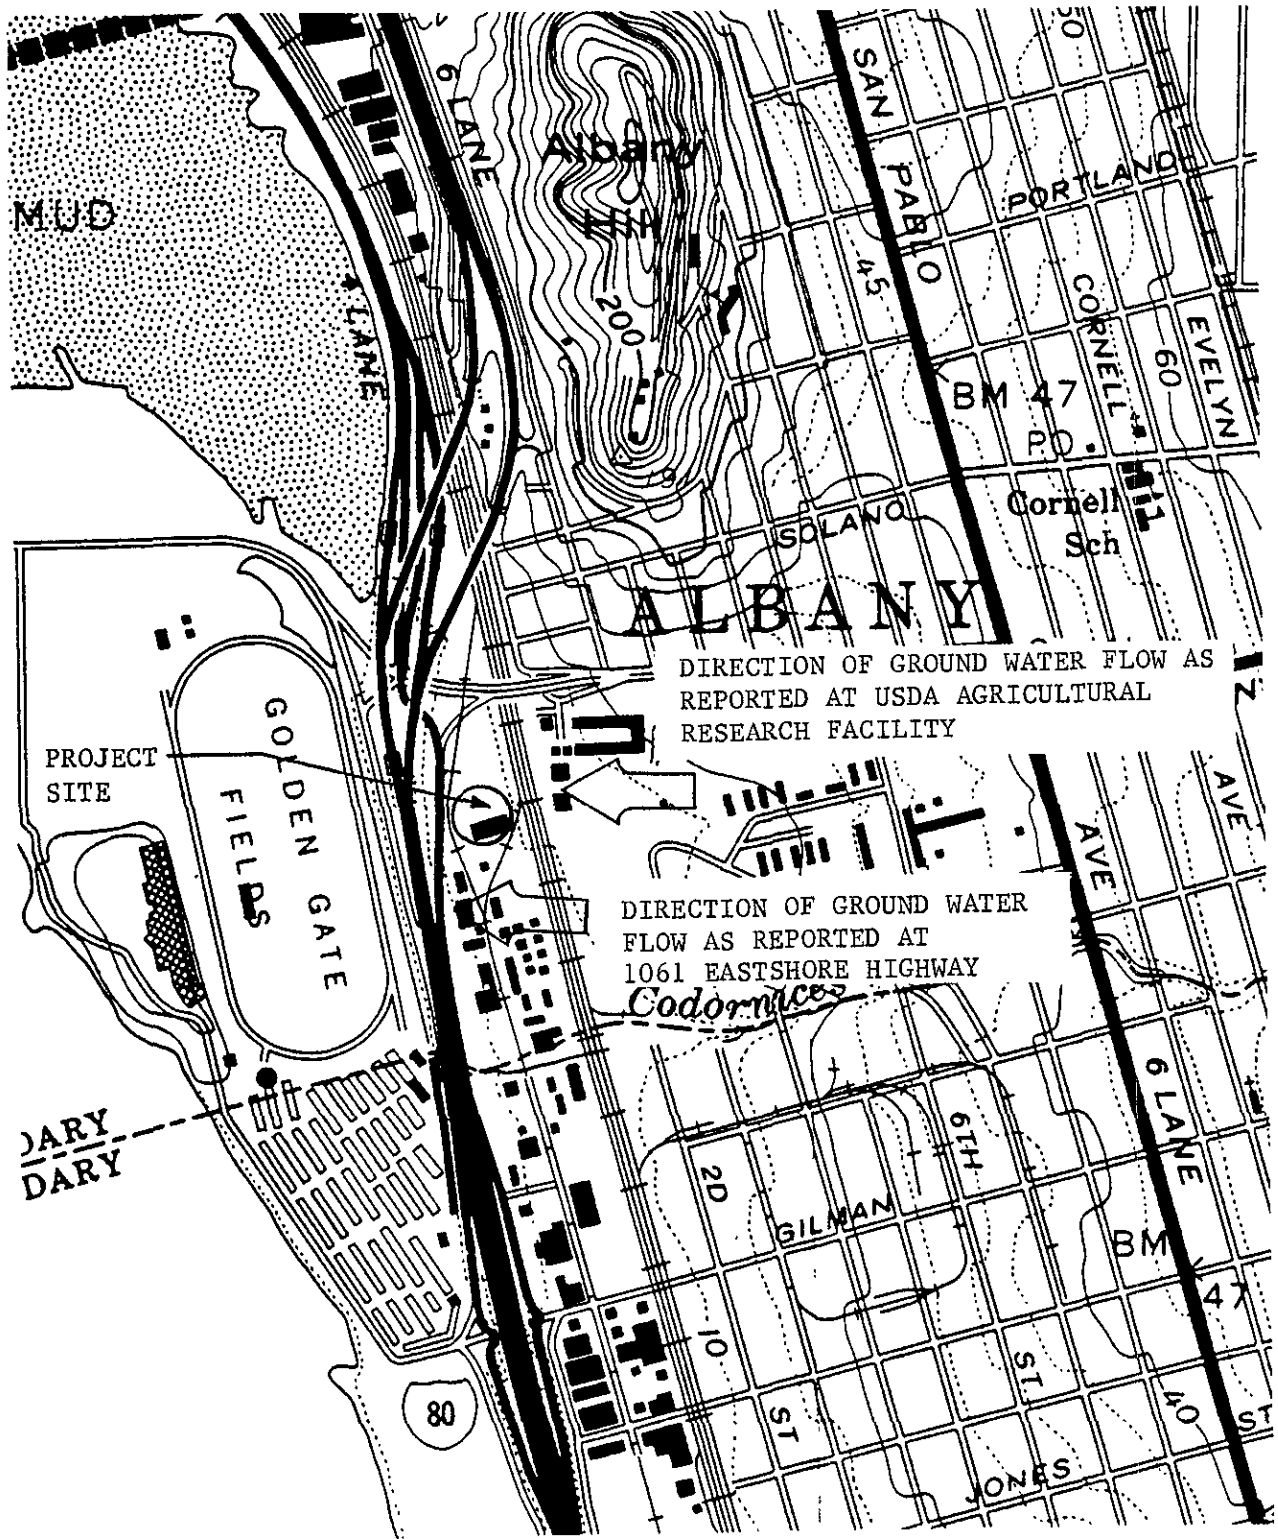 6 LANE
SAN PABLO
50
Albany
Hill
MUD
PORTLAND
4 LANE
200
45
CORNELL
60
EVELYN
BM 47
P.O.
SOLANO
Cornell
Sch
ALBANY
DIRECTION OF GROUND WATER FLOW AS
REPORTED AT USDA AGRICULTURAL
RESEARCH FACILITY
PROJECT
SITE
GOLDEN GATE
FIELDS
AVE
AVE
DIRECTION OF GROUND WATER
FLOW AS REPORTED AT
1061 EASTSHORE HIGHWAY
Codornices
DARY
DARY
6 LANE
6TH
2D
GILMAN
BM
47
10
ST
ST
40
ST
80
JONES